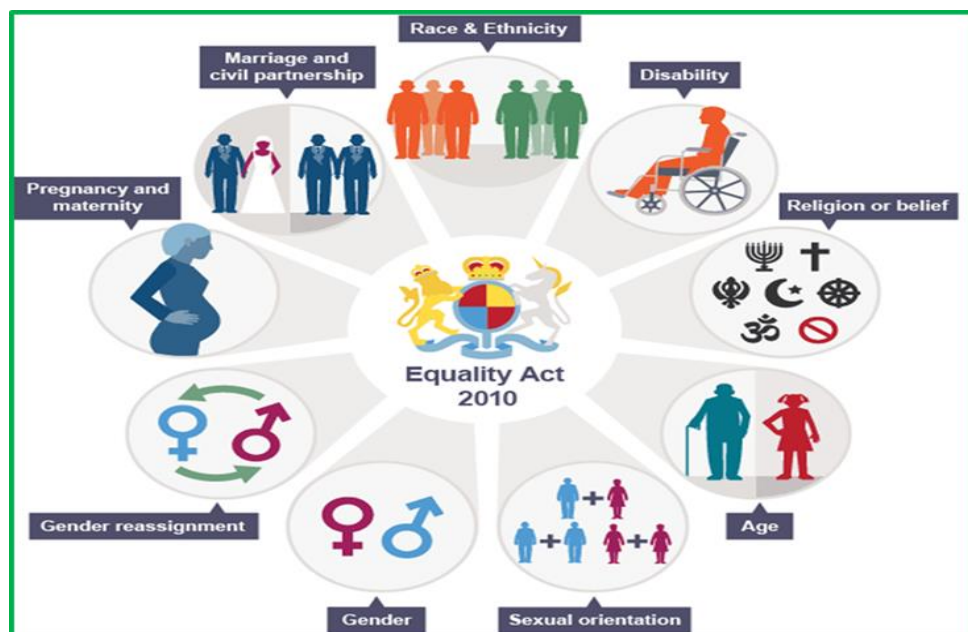 Race & Ethnicity
Marriage and
civil partnership
Disability
Pregnancy and
maternity
Religion or belief
Equality Act
2010
Gender reassignment
Age
Gender
Sexual orientation